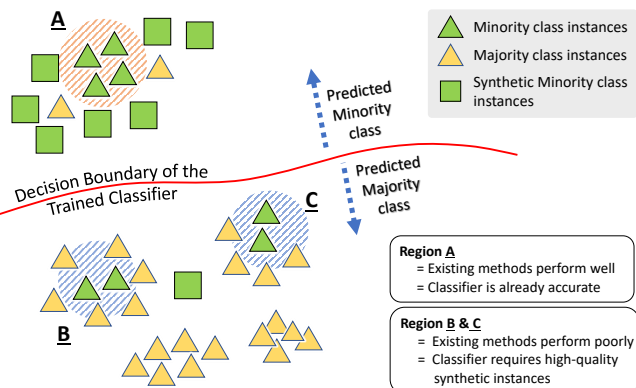 A
Minority class instances
Majority class instances
Synthetic Minority class
instances
Predicted
Minority
class
Decision Boundary of the
Trained Classifier
Predicted
Majority
class
C
B
Region A
= Existing methods perform well
= Classifier is already accurate
Region B & C
= Existing methods perform poorly
= Classifier requires high-quality
synthetic instances